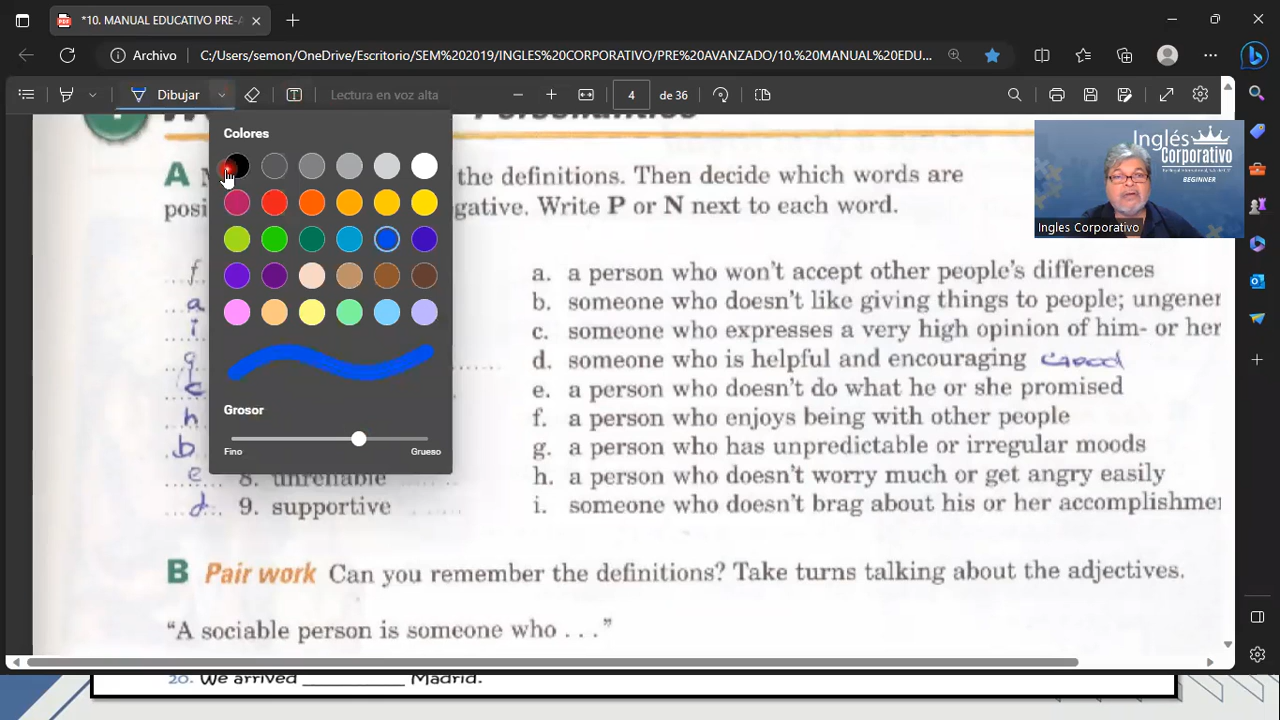 *10. MANUAL EDUCATIVO PRE-A
Archivo C:/Users/semon/OneDrive/Escritorio/SEM%202019/INGLES%20CORPORATIVO/PRE%20AVANZADO/10.%20MANUAL%20EDU...
Dibujar Lectura en voz alta 4 de 36
Colores
A the definitions. Then decide which words are
posi gative. Write P or N next to each word.
f a. a person who won't accept other people's differences
a b. someone who doesn't like giving things to people; ungener
i c. someone who expresses a very high opinion of him- or her
g d. someone who is helpful and encouraging Good
c e. a person who doesn't do what he or she promised
h f. a person who enjoys being with other people
b g. a person who has unpredictable or irregular moods
e 8. unreliable h. a person who doesn't worry much or get angry easily
d 9. supportive i. someone who doesn't brag about his or her accomplishme
Grosor
Fino Grueso
B Pair work Can you remember the definitions? Take turns talking about the adjectives.
"A sociable person is someone who . . ."
20. We arrived __________ Madrid.
Inglés
Corporativo
BEGINNER
Ingles Corporativo